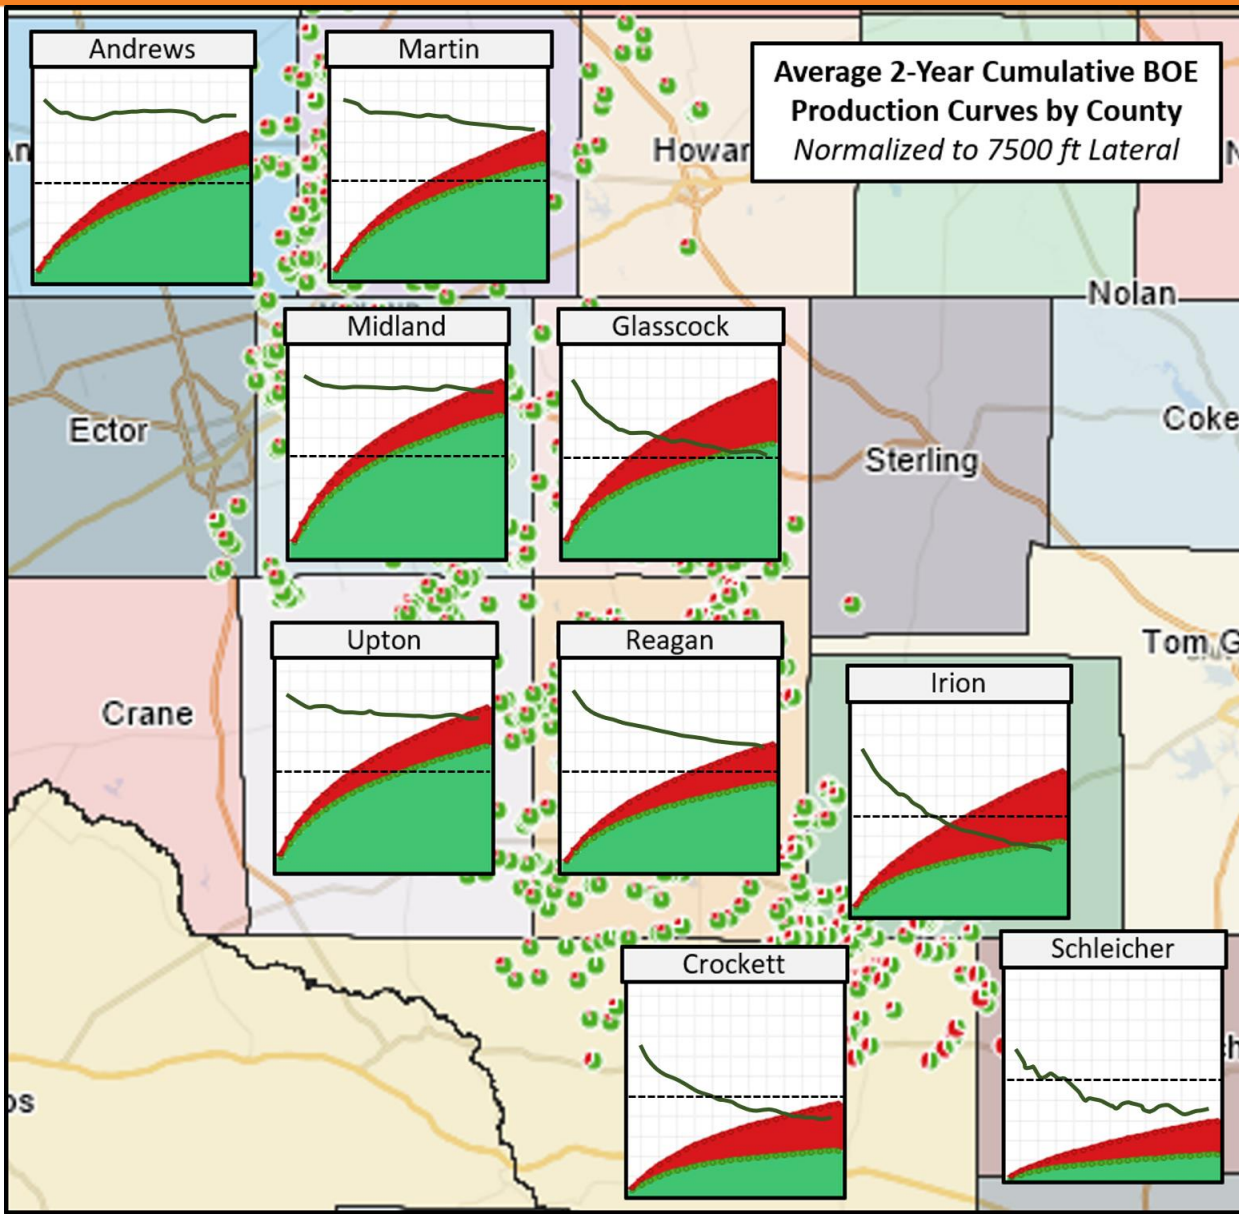 Andrews
Martin
Average 2-Year Cumulative BOE
Production Curves by County
Normalized to 7500 ft Lateral
Howar
Nolan
Midland
Glasscock
Ector
Coke
Sterling
Upton
Reagan
Tom G
Irion
Crane
Crockett
Schleicher
os